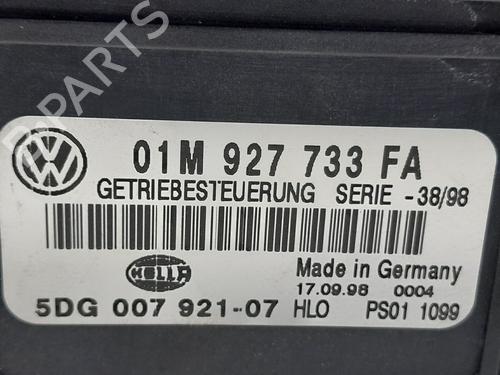 B-PARTS
01M 927 733 FA
GETRIEBESTEUERUNG SERIE -38/98
HELLA Made in Germany
17.09.98 0004
5DG 007 921-07 HLO PS01 1099